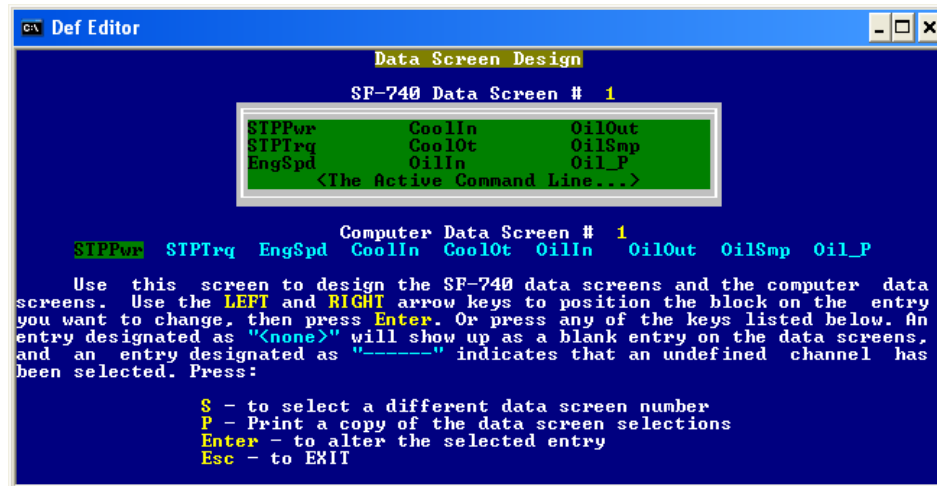 Def Editor
Data Screen Design
SF-740 Data Screen # 1
STPPwr CoolIn OilOut
STPTrq CoolOt OilSmp
EngSpd OilIn Oil_P
<The Active Command Line...>
Computer Data Screen # 1
STPPwr STPTrq EngSpd CoolIn CoolOt OilIn OilOut OilSmp Oil_P
Use this screen to design the SF-740 data screens and the computer data
screens. Use the LEFT and RIGHT arrow keys to position the block on the entry
you want to change, then press Enter. Or press any of the keys listed below. An
entry designated as "<none>" will show up as a blank entry on the data screens,
and an entry designated as "------" indicates that an undefined channel has
been selected. Press:
S - to select a different data screen number
P - Print a copy of the data screen selections
Enter - to alter the selected entry
Esc - to EXIT